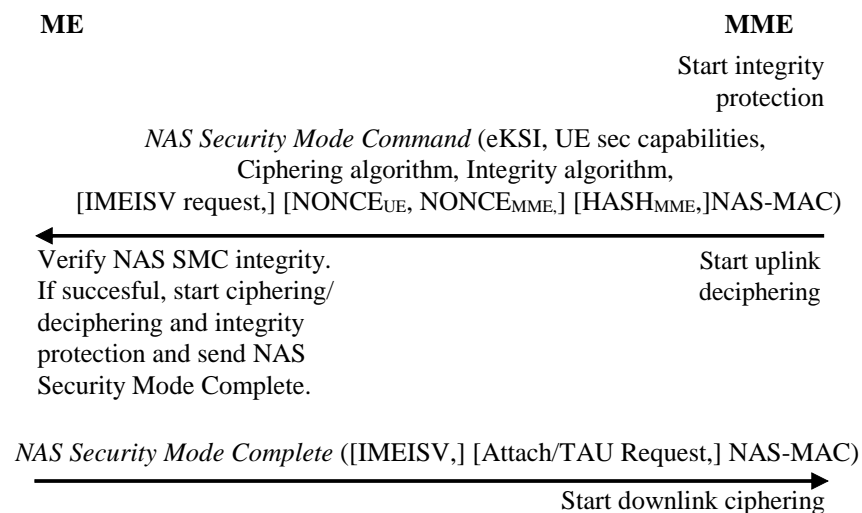 ME
MME
Start integrity
protection
NAS Security Mode Command (eKSI, UE sec capabilities,
Ciphering algorithm, Integrity algorithm,
[IMEISV request,] [NONCEUE, NONCEMME,] [HASHMME,]NAS-MAC)
Verify NAS SMC integrity.
If succesful, start ciphering/
deciphering and integrity
protection and send NAS
Security Mode Complete.
Start uplink
deciphering
NAS Security Mode Complete ([IMEISV,] [Attach/TAU Request,] NAS-MAC)
Start downlink ciphering